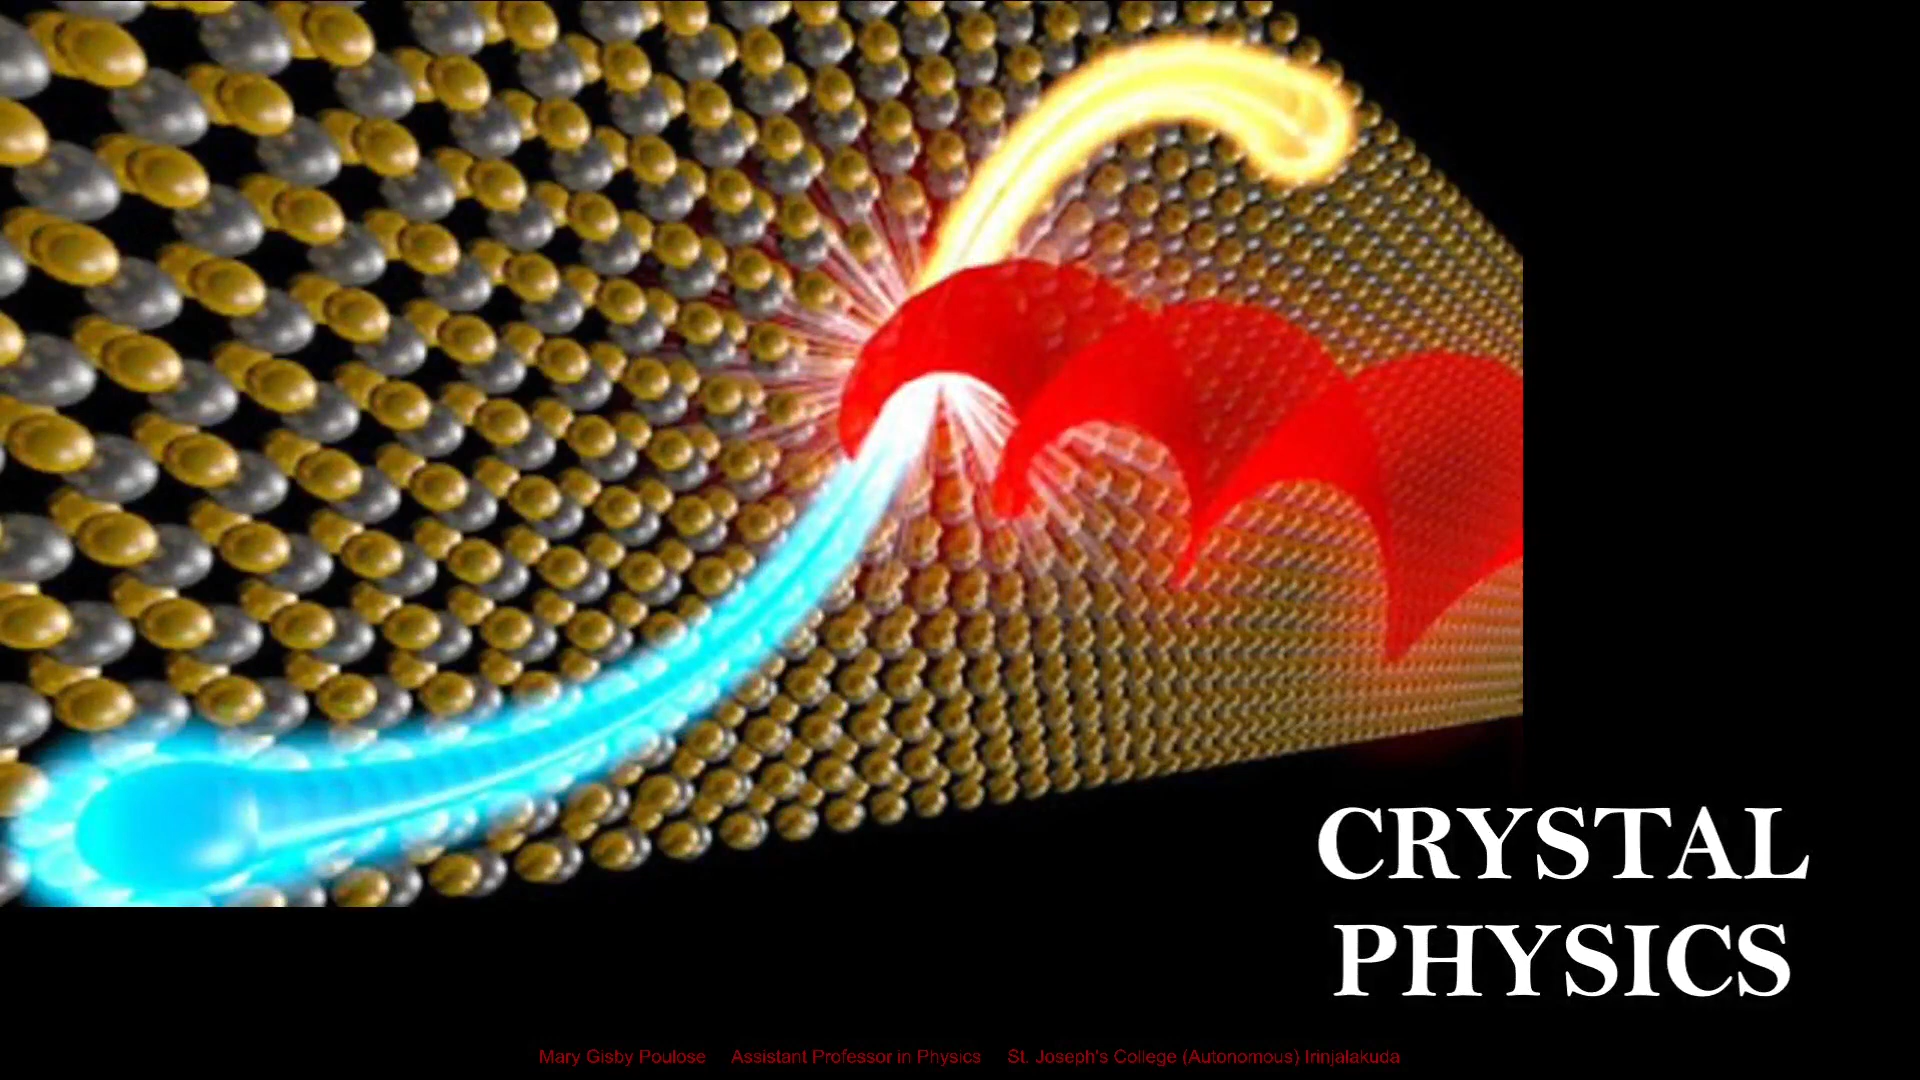 CRYSTAL
PHYSICS
Mary Gisby Poulose Assistant Professor in Physics St. Joseph's College (Autonomous) Irinjalakuda